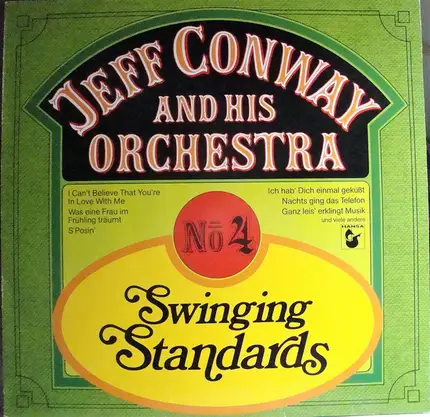 JEFF CONWAY
AND HIS
ORCHESTRA
I Can't Believe That You're
In Love With Me
Was eine Frau im
Frühling träumt
S'Posin'
Ich hab' Dich einmal geküßt
Nachts ging das Telefon
Ganz leis' erklingt Musik
und viele andere
HANSA
No 4
Swinging
Standards